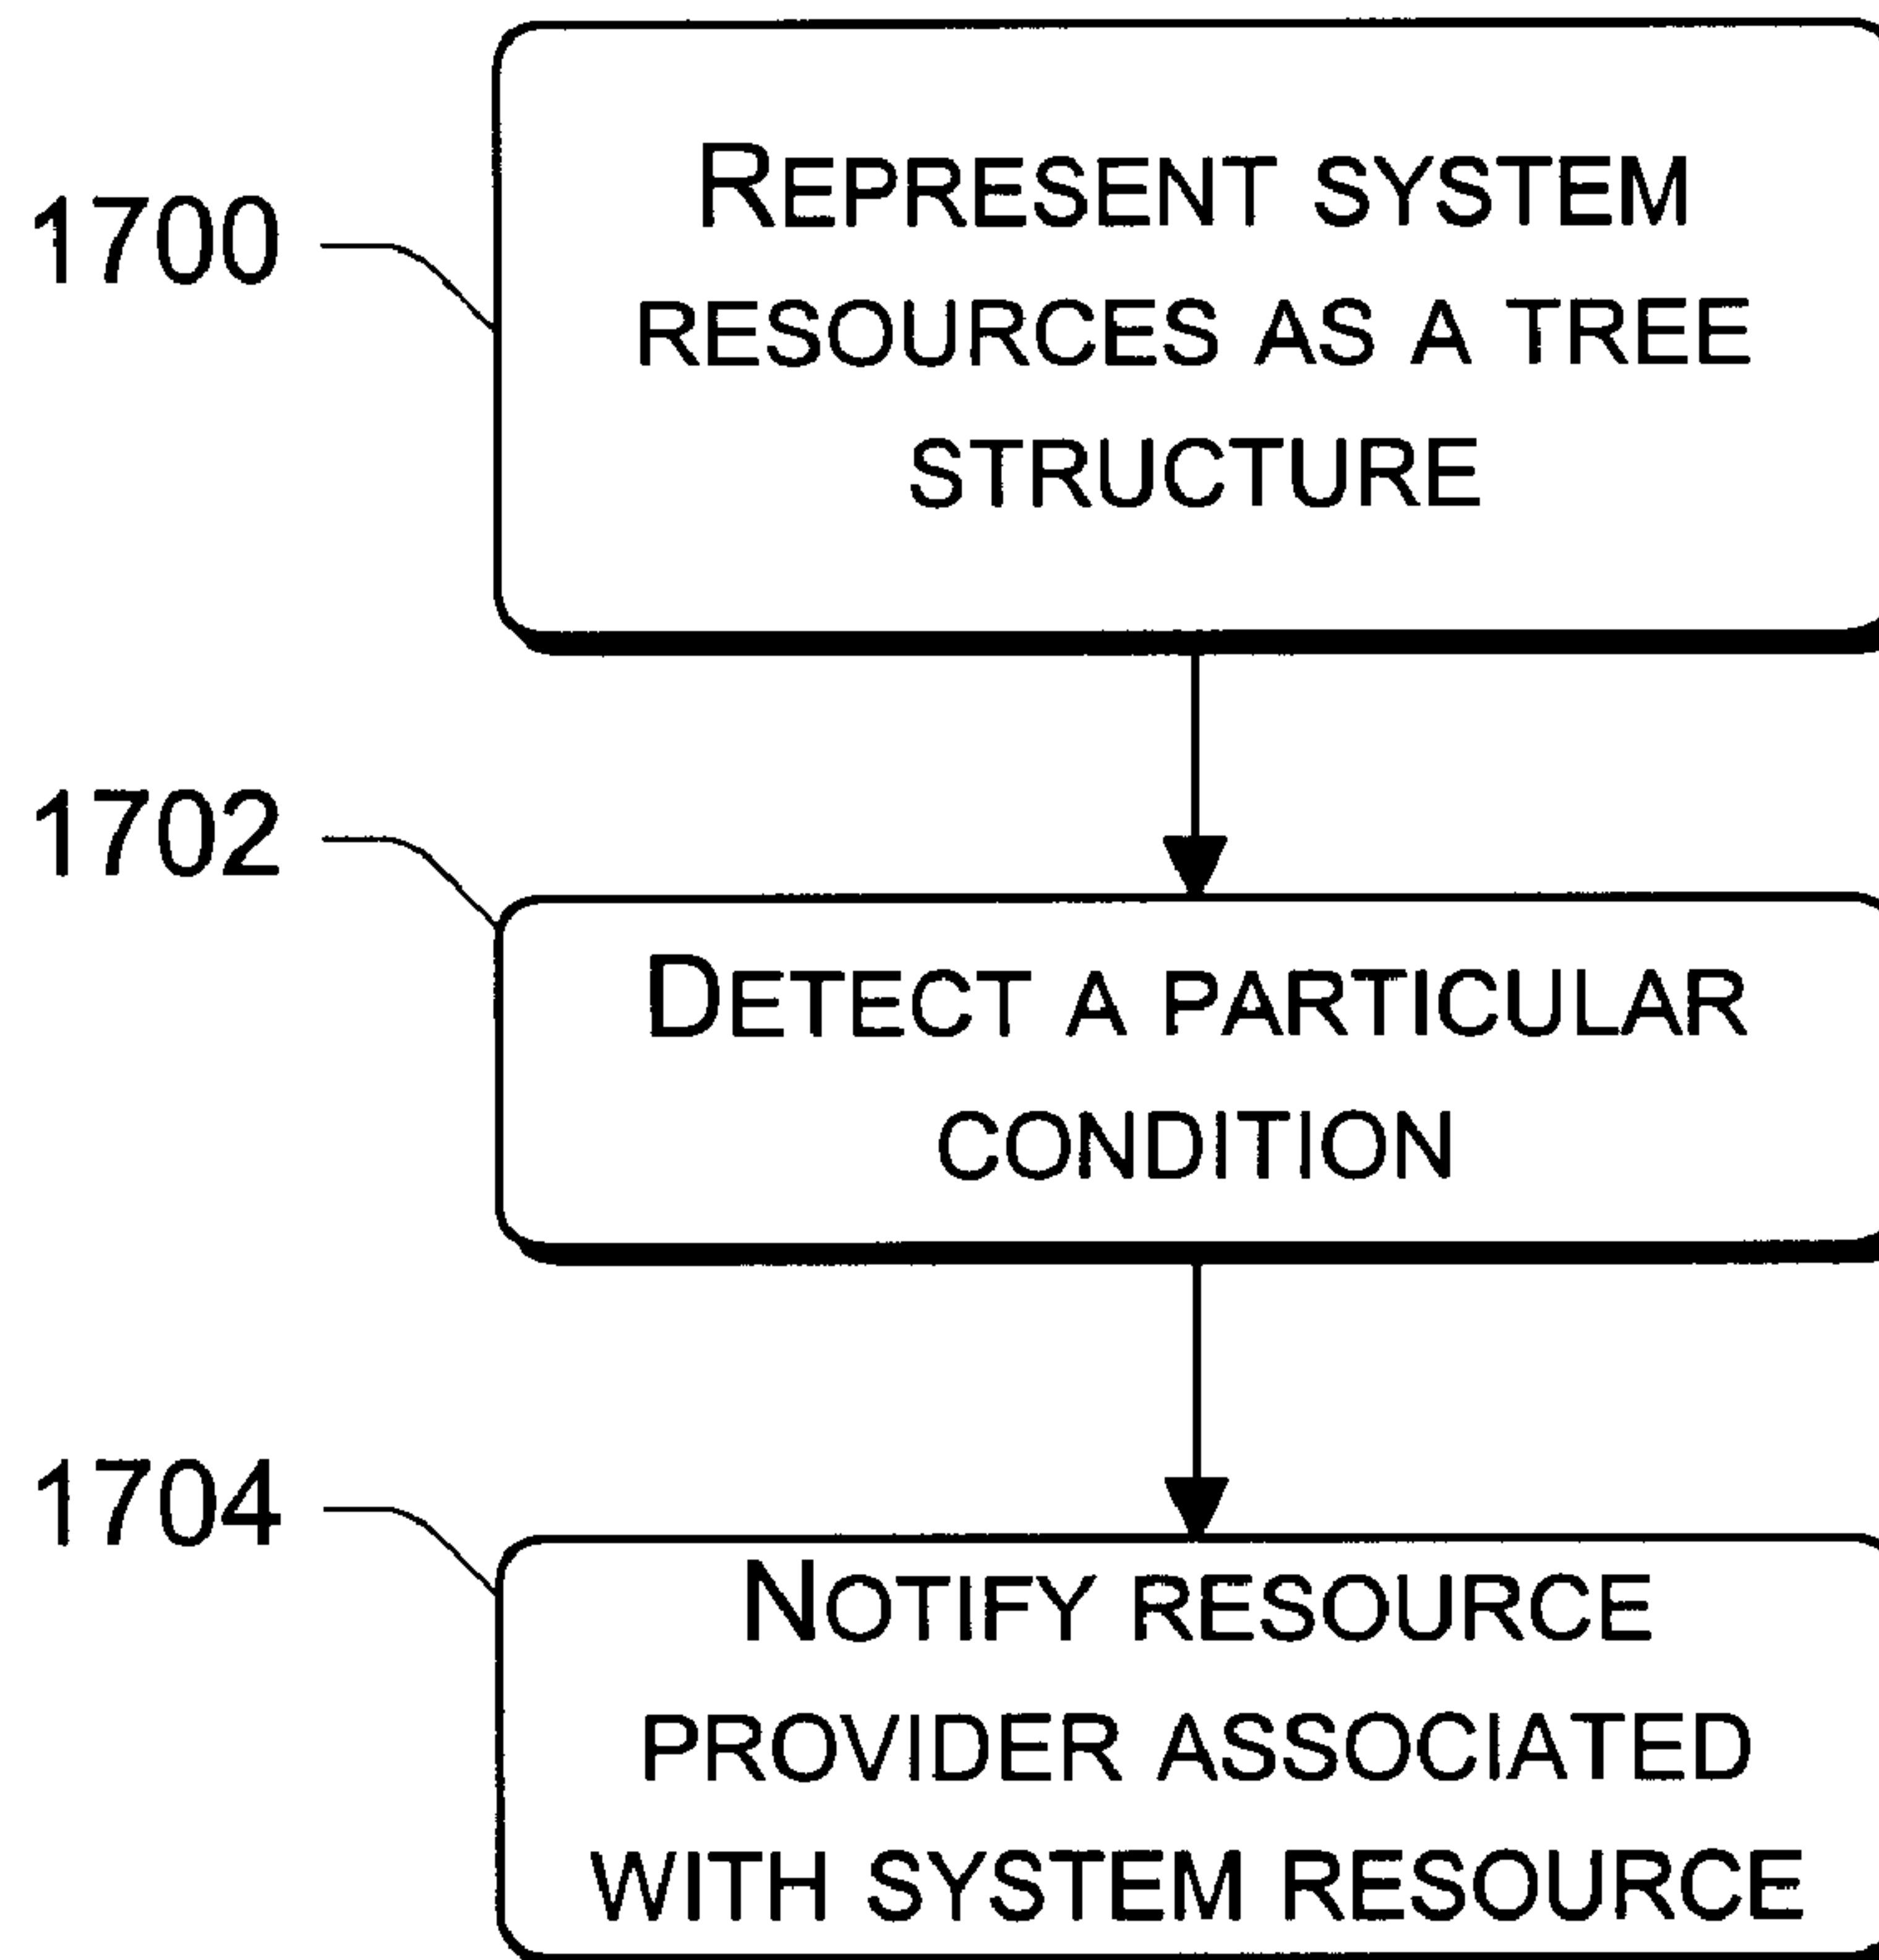 1700
REPRESENT SYSTEM
RESOURCES AS A TREE
STRUCTURE
1702
DETECT A PARTICULAR
CONDITION
1704
NOTIFY RESOURCE
PROVIDER ASSOCIATED
WITH SYSTEM RESOURCE